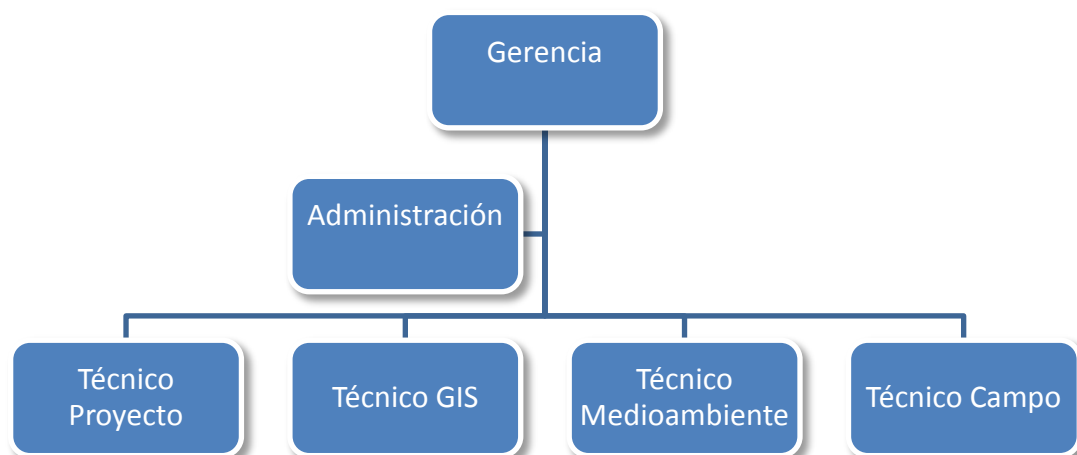 Gerencia
Administración
Técnico
Proyecto
Técnico GIS
Técnico
Medioambiente
Técnico Campo